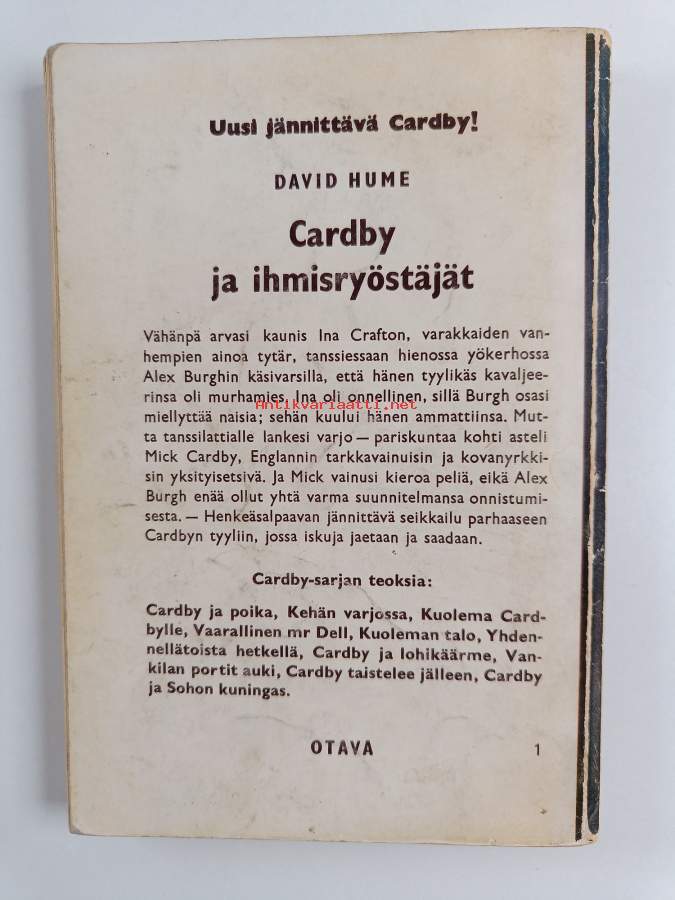 Uusi jännittävä Cardby!
DAVID HUME
Cardby
ja ihmisryöstäjät
Vähänpä arvasi kaunis Ina Crafton, varakkaiden van-
hempien ainoa tytär, tanssiessaan hienossa yökerhossa
Alex Burghin käsivarsilla, että hänen tyylikäs kavaljee-
rinsa oli murhamies. Ina oli onnellinen, sillä Burgh osasi
Antikvariaatti.net
miellyttää naisia; sehän kuului hänen ammattiinsa. Mut-
ta tanssilattialle lankesi varjo — pariskuntaa kohti asteli
Mick Cardby, Englannin tarkkavainuisin ja kovanyrkki-
sin yksityisetsivä. Ja Mick vainusi kieroa peliä, eikä Alex
Burgh enää ollut yhtä varma suunnitelmansa onnistumi-
sesta. — Henkeäsalpaavan jännittävä seikkailu parhaaseen
Cardbyn tyyliin, jossa iskuja jaetaan ja saadaan.
Cardby-sarjan teoksia:
Cardby ja poika, Kehän varjossa, Kuolema Card-
bylle, Vaarallinen mr Dell, Kuoleman talo, Yhden-
nellätoista hetkellä, Cardby ja lohikäärme, Van-
kilan portit auki, Cardby taistelee jälleen, Cardby
ja Sohon kuningas.
OTAVA 1